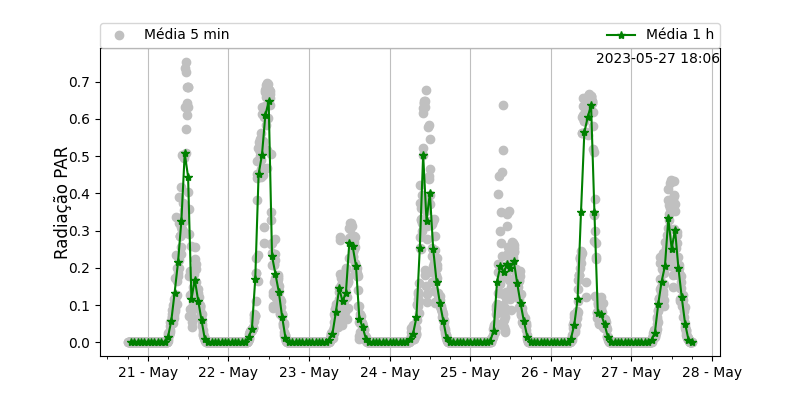 Média 5 min
Média 1 h
2023-05-27 18:06
Radiação PAR
0.7
0.6
0.5
0.4
0.3
0.2
0.1
0.0
21 - May
22 - May
23 - May
24 - May
25 - May
26 - May
27 - May
28 - May